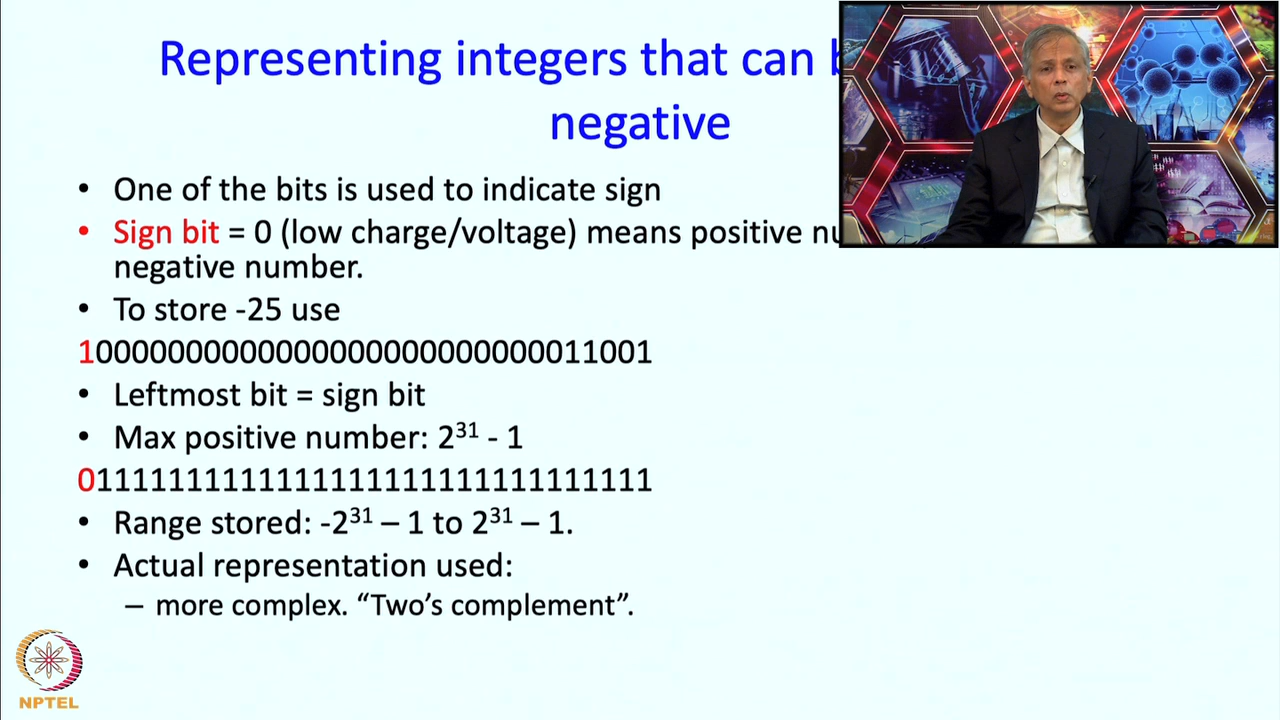 Representing integers that can
negative
• One of the bits is used to indicate sign
• Sign bit = 0 (low charge/voltage) means positive
negative number.
• To store -25 use
10000000000000000000000000011001
• Leftmost bit = sign bit
• Max positive number: 2³¹ - 1
01111111111111111111111111111111
• Range stored: -2³¹ – 1 to 2³¹ – 1.
• Actual representation used:
– more complex. “Two’s complement”.
NPTEL